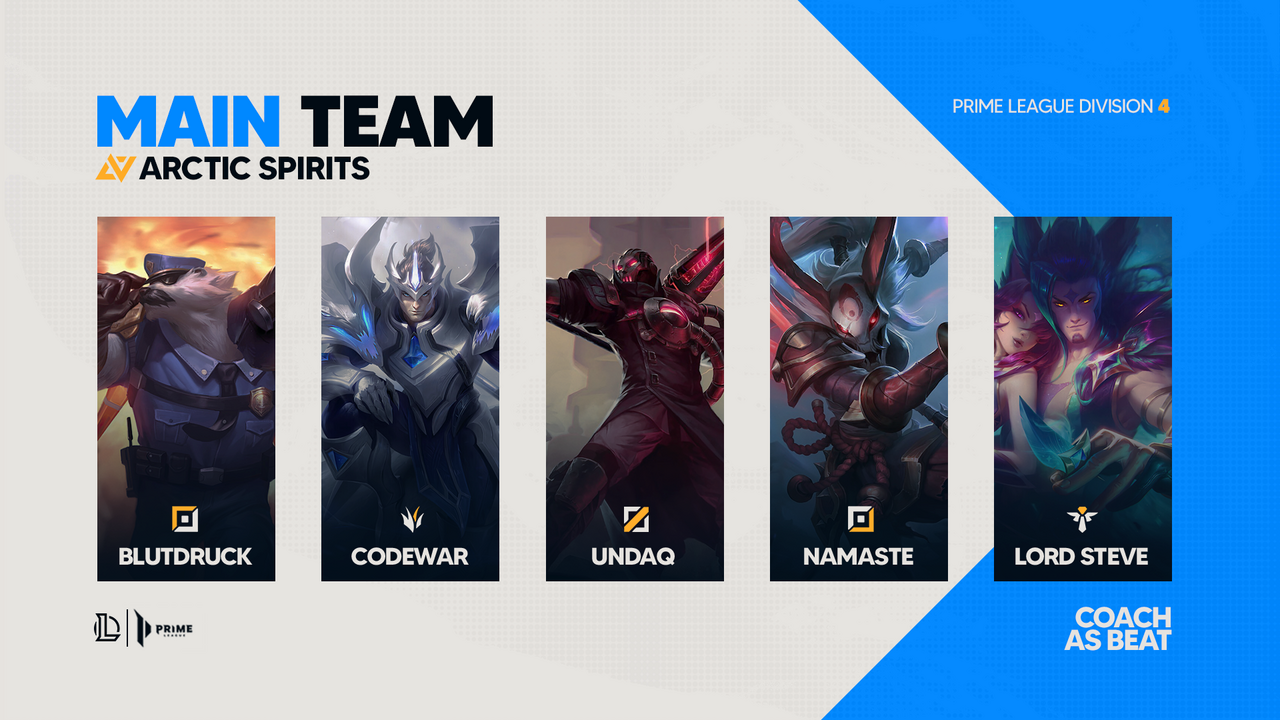 MAIN TEAM
ARCTIC SPIRITS
PRIME LEAGUE DIVISION 4
BLUTDRUCK
CODEWAR
UNDAQ
NAMASTE
LORD STEVE
PRIME
LEAGUE
COACH
AS BEAT